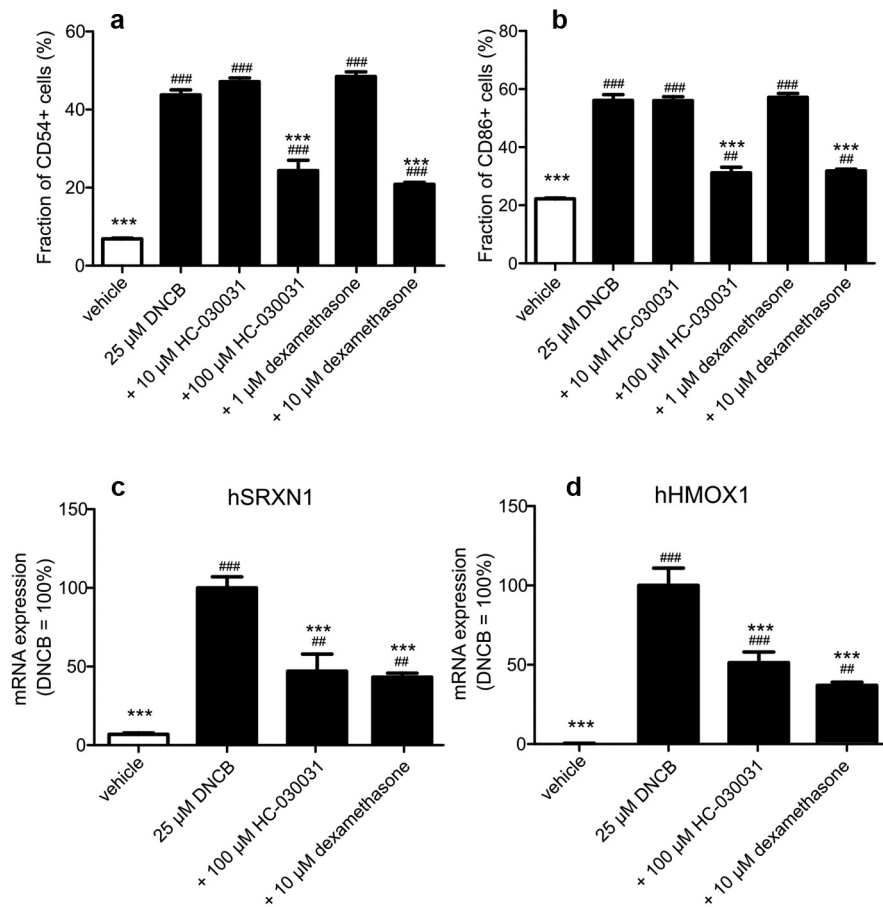 a
Fraction of CD54+ cells (%)
60
40
20
0
***
###
###
***
###
###
***
###
vehicle
25 µM DNCB
+ 10 µM HC-030031
+100 µM HC-030031
+ 1 µM dexamethasone
+ 10 µM dexamethasone
b
Fraction of CD86+ cells (%)
80
60
40
20
0
***
###
###
***
##
###
***
##
vehicle
25 µM DNCB
+ 10 µM HC-030031
+100 µM HC-030031
+ 1 µM dexamethasone
+ 10 µM dexamethasone
c
hSRXN1
mRNA expression
(DNCB = 100%)
150
100
50
0
***
###
***
##
***
##
vehicle
25 µM DNCB
+ 100 µM HC-030031
+ 10 µM dexamethasone
d
hHMOX1
mRNA expression
(DNCB = 100%)
150
100
50
0
***
###
***
###
***
##
vehicle
25 µM DNCB
+ 100 µM HC-030031
+ 10 µM dexamethasone